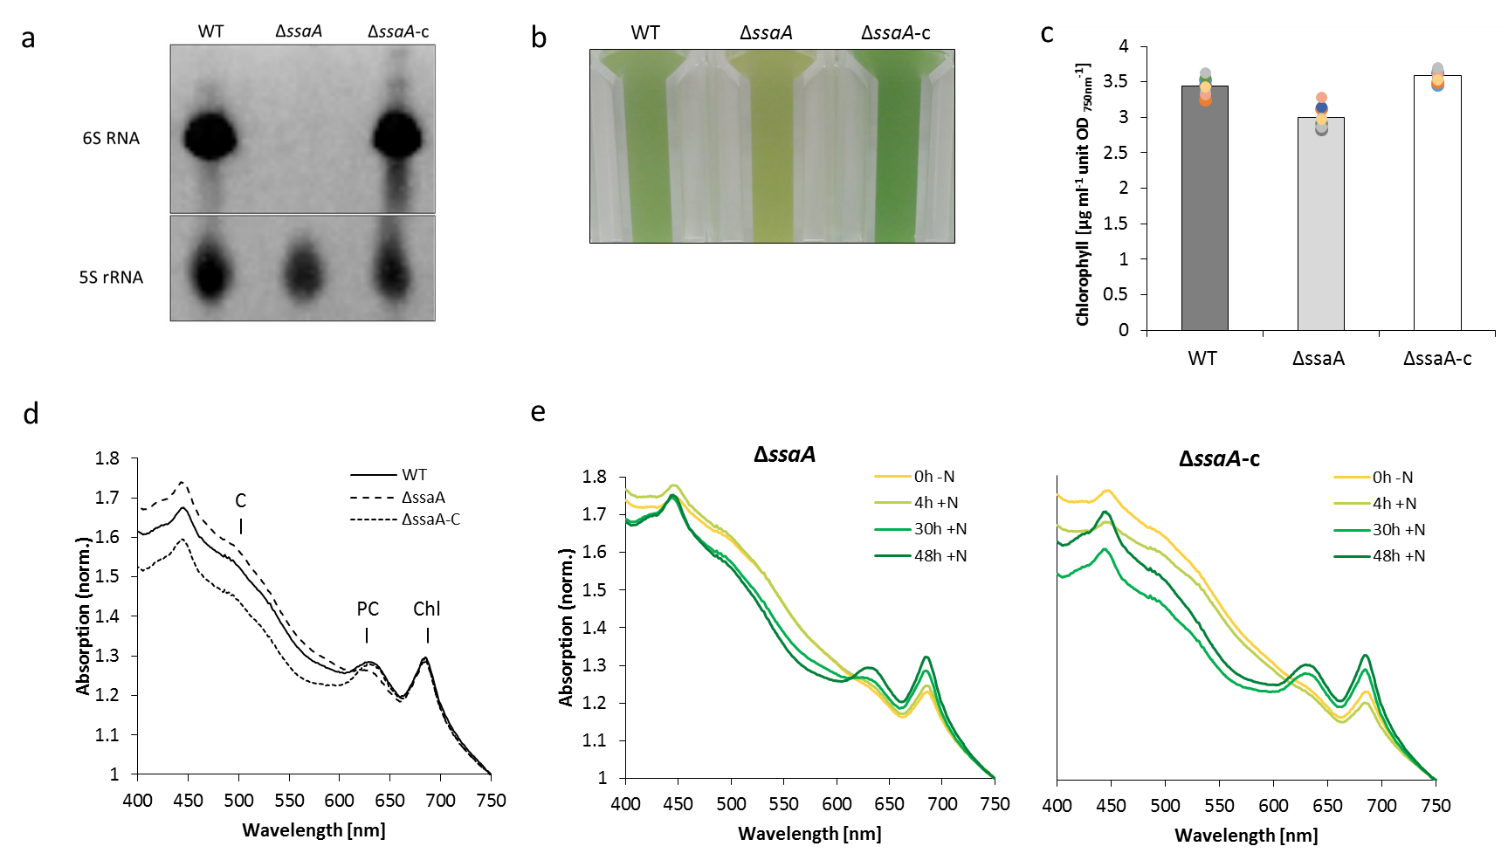 a
WT ΔssaA ΔssaA-c
6S RNA
5S rRNA
b
WT ΔssaA ΔssaA-c
c
Chlorophyll [µg ml-1 unit OD 750nm-1]
4
3.5
3
2.5
2
1.5
1
0.5
0
WT ΔssaA ΔssaA-c
d
Absorption (norm.)
1.8
1.7
1.6
1.5
1.4
1.3
1.2
1.1
1
WT
ΔssaA
ΔssaA-C
C
PC Chl
400 450 500 550 600 650 700 750
Wavelength [nm]
e
ΔssaA
Absorption (norm.)
1.8
1.7
1.6
1.5
1.4
1.3
1.2
1.1
1
0h -N
4h +N
30h +N
48h +N
400 450 500 550 600 650 700 750
Wavelength [nm]
ΔssaA-c
0h -N
4h +N
30h +N
48h +N
400 450 500 550 600 650 700 750
Wavelength [nm]